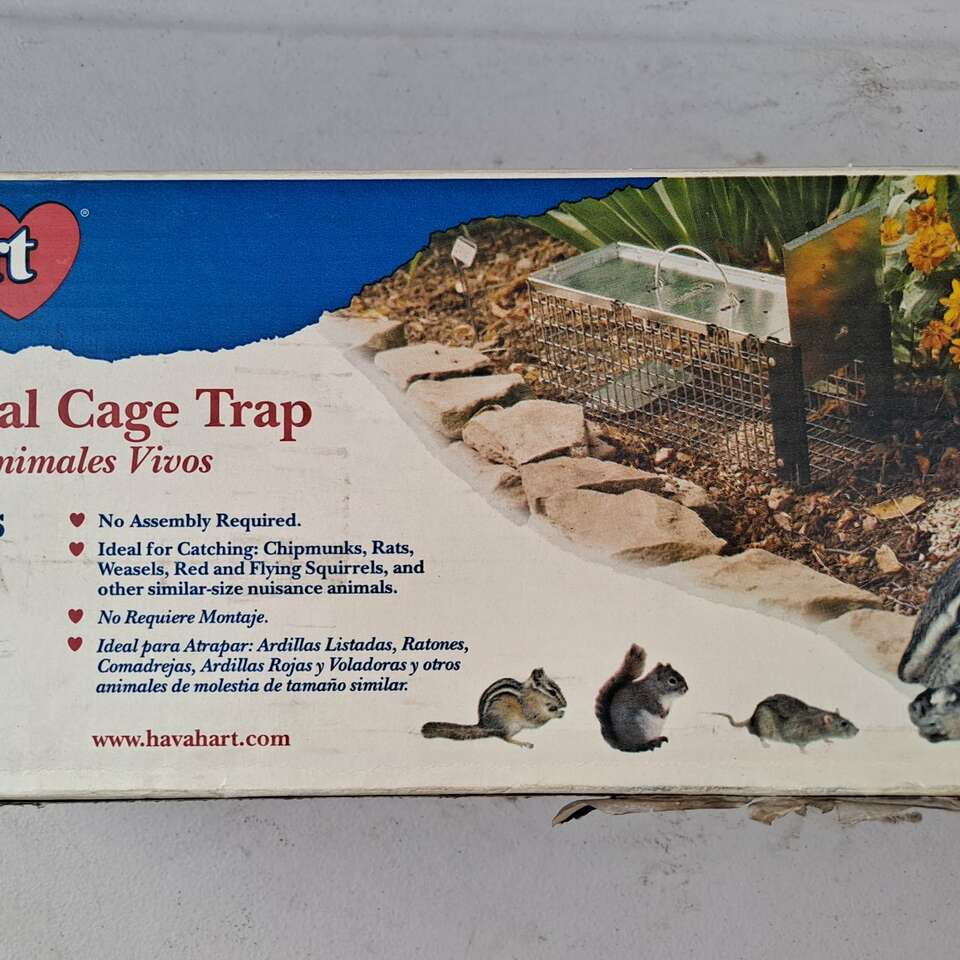 rt®
al Cage Trap
nimales Vivos
s
♥ No Assembly Required.
♥ Ideal for Catching: Chipmunks, Rats,
Weasels, Red and Flying Squirrels, and
other similar-size nuisance animals.
♥ No Requiere Montaje.
♥ Ideal para Atrapar: Ardillas Listadas, Ratones,
Comadrejas, Ardillas Rojas y Voladoras y otros
animales de molestia de tamaño similar.
www.havahart.com